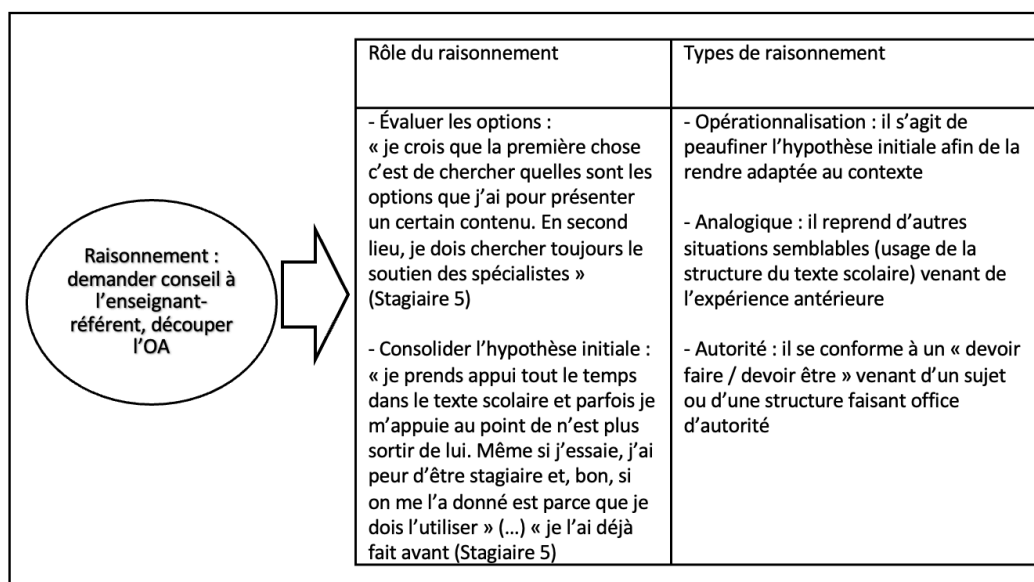 Raisonnement :
demander conseil à
l’enseignant-
référent, découper
l’OA
Rôle du raisonnement
- Évaluer les options :
« je crois que la première chose
c’est de chercher quelles sont les
options que j’ai pour présenter
un certain contenu. En second
lieu, je dois chercher toujours le
soutien des spécialistes »
(Stagiaire 5)
- Consolider l’hypothèse initiale :
« je prends appui tout le temps
dans le texte scolaire et parfois je
m’appuie au point de n’est plus
sortir de lui. Même si j’essaie, j’ai
peur d’être stagiaire et, bon, si
on me l’a donné est parce que je
dois l’utiliser » (…) « je l’ai déjà
fait avant (Stagiaire 5)
Types de raisonnement
- Opérationnalisation : il s’agit de
peaufiner l’hypothèse initiale afin de la
rendre adaptée au contexte
- Analogique : il reprend d’autres
situations semblables (usage de la
structure du texte scolaire) venant de
l’expérience antérieure
- Autorité : il se conforme à un « devoir
faire / devoir être » venant d’un sujet
ou d’une structure faisant office
d’autorité